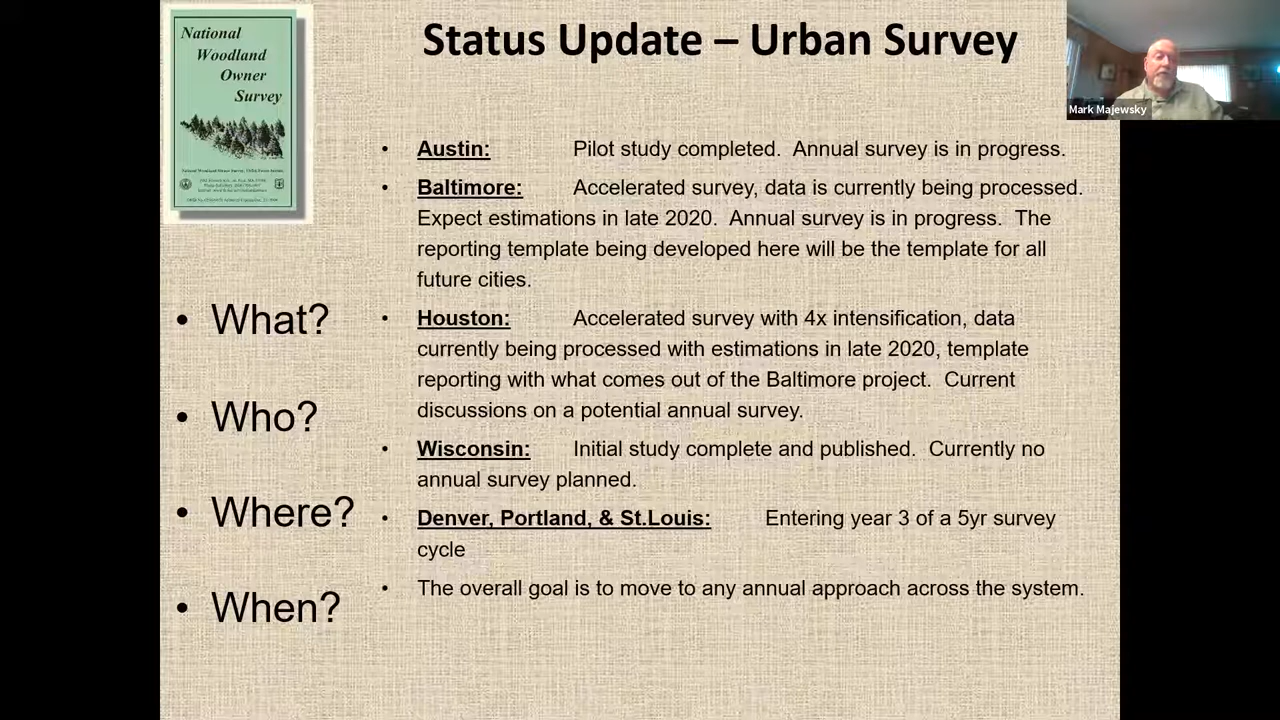 National
Woodland
Owner
Survey
Status Update – Urban Survey
Mark Majewsky
• Austin: Pilot study completed. Annual survey is in progress.
• Baltimore: Accelerated survey, data is currently being processed.
Expect estimations in late 2020. Annual survey is in progress. The
reporting template being developed here will be the template for all
future cities.
• Houston: Accelerated survey with 4x intensification, data
currently being processed with estimations in late 2020, template
reporting with what comes out of the Baltimore project. Current
discussions on a potential annual survey.
• Wisconsin: Initial study complete and published. Currently no
annual survey planned.
• Denver, Portland, & St.Louis: Entering year 3 of a 5yr survey
cycle
• The overall goal is to move to any annual approach across the system.
• What?
• Who?
• Where?
• When?